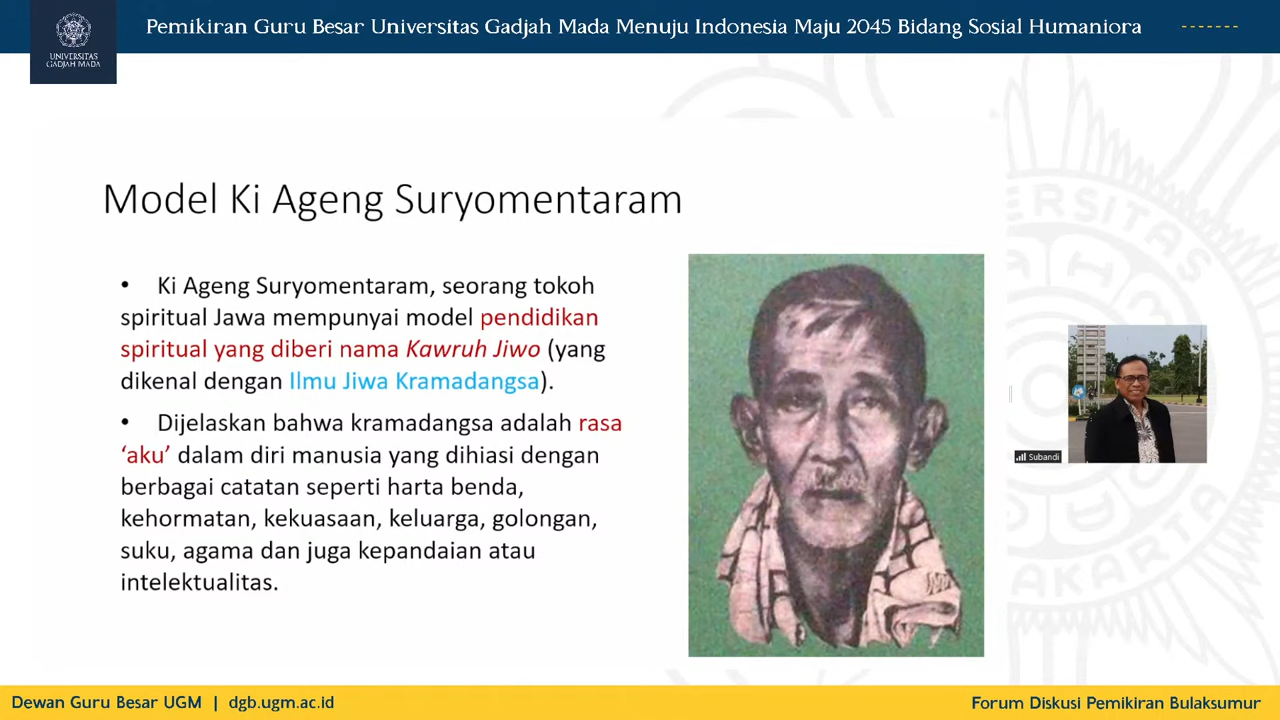 Pemikiran Guru Besar Universitas Gadjah Mada Menuju Indonesia Maju 2045 Bidang Sosial Humaniora
UNIVERSITAS
GADJAH MADA
Model Ki Ageng Suryomentaram
• Ki Ageng Suryomentaram, seorang tokoh
spiritual Jawa mempunyai model pendidikan
spiritual yang diberi nama Kawruh Jiwo (yang
dikenal dengan Ilmu Jiwa Kramadangsa).
• Dijelaskan bahwa kramadangsa adalah rasa
‘aku’ dalam diri manusia yang dihiasi dengan
berbagai catatan seperti harta benda,
kehormatan, kekuasaan, keluarga, golongan,
suku, agama dan juga kepandaian atau
intelektualitas.
Subandi
Dewan Guru Besar UGM | dgb.ugm.ac.id
Forum Diskusi Pemikiran Bulaksumur